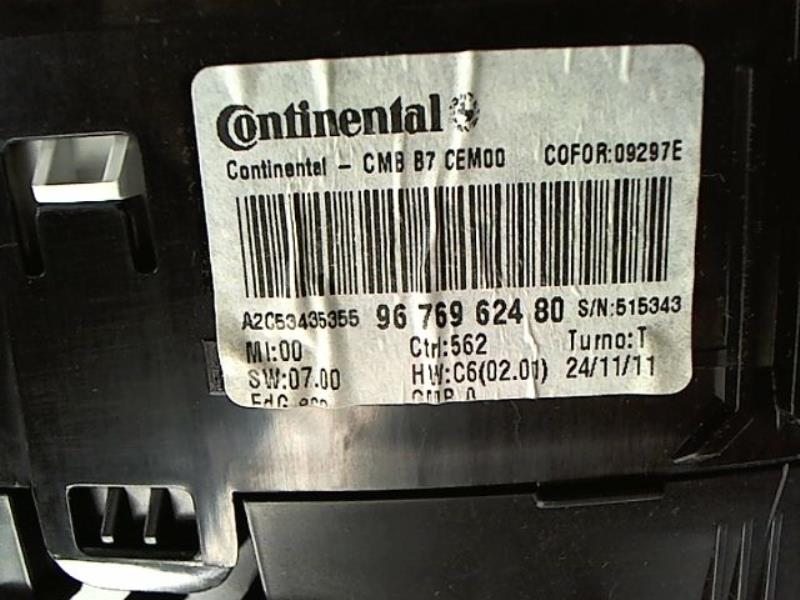 Continental
Continental - CMB B7 CEM00 COFOR:09297E
A2C53435355 96 769 624 80 S/N:515343
MI:00 Ctrl:562 Turno:T
SW:07.00 HW:C6(02.01) 24/11/11